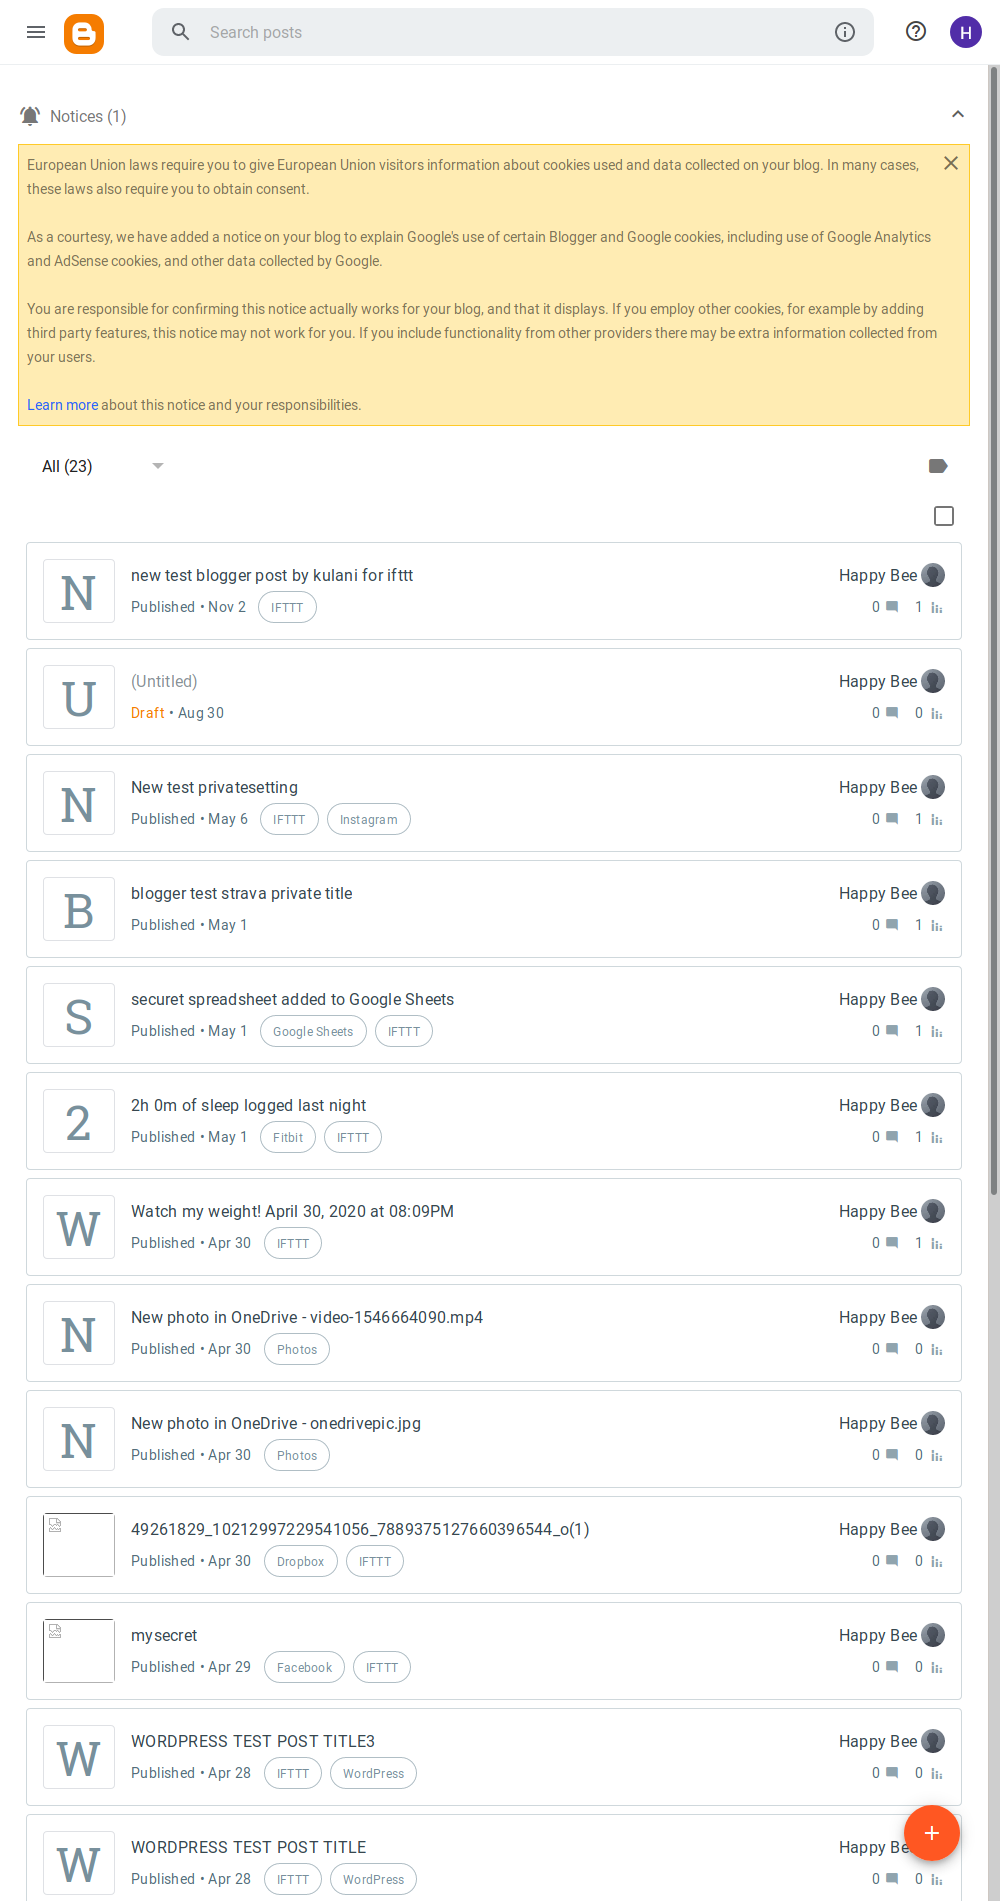 Search posts
H
Notices (1)
European Union laws require you to give European Union visitors information about cookies used and data collected on your blog. In many cases,
these laws also require you to obtain consent.
As a courtesy, we have added a notice on your blog to explain Google's use of certain Blogger and Google cookies, including use of Google Analytics
and AdSense cookies, and other data collected by Google.
You are responsible for confirming this notice actually works for your blog, and that it displays. If you employ other cookies, for example by adding
third party features, this notice may not work for you. If you include functionality from other providers there may be extra information collected from
your users.
Learn more about this notice and your responsibilities.
All (23)
N new test blogger post by kulani for ifttt Happy Bee
Published • Nov 2 IFTTT 0 1
U (Untitled) Happy Bee
Draft • Aug 30 0 0
N New test privatesetting Happy Bee
Published • May 6 IFTTT Instagram 0 1
B blogger test strava private title Happy Bee
Published • May 1 0 1
S securet spreadsheet added to Google Sheets Happy Bee
Published • May 1 Google Sheets IFTTT 0 1
2 2h 0m of sleep logged last night Happy Bee
Published • May 1 Fitbit IFTTT 0 1
W Watch my weight! April 30, 2020 at 08:09PM Happy Bee
Published • Apr 30 IFTTT 0 1
N New photo in OneDrive - video-1546664090.mp4 Happy Bee
Published • Apr 30 Photos 0 0
N New photo in OneDrive - onedrivepic.jpg Happy Bee
Published • Apr 30 Photos 0 0
49261829_10212997229541056_7889375127660396544_o(1) Happy Bee
Published • Apr 30 Dropbox IFTTT 0 0
mysecret Happy Bee
Published • Apr 29 Facebook IFTTT 0 0
W WORDPRESS TEST POST TITLE3 Happy Bee
Published • Apr 28 IFTTT WordPress 0 0
W WORDPRESS TEST POST TITLE Happy Be
Published • Apr 28 IFTTT WordPress 0 0